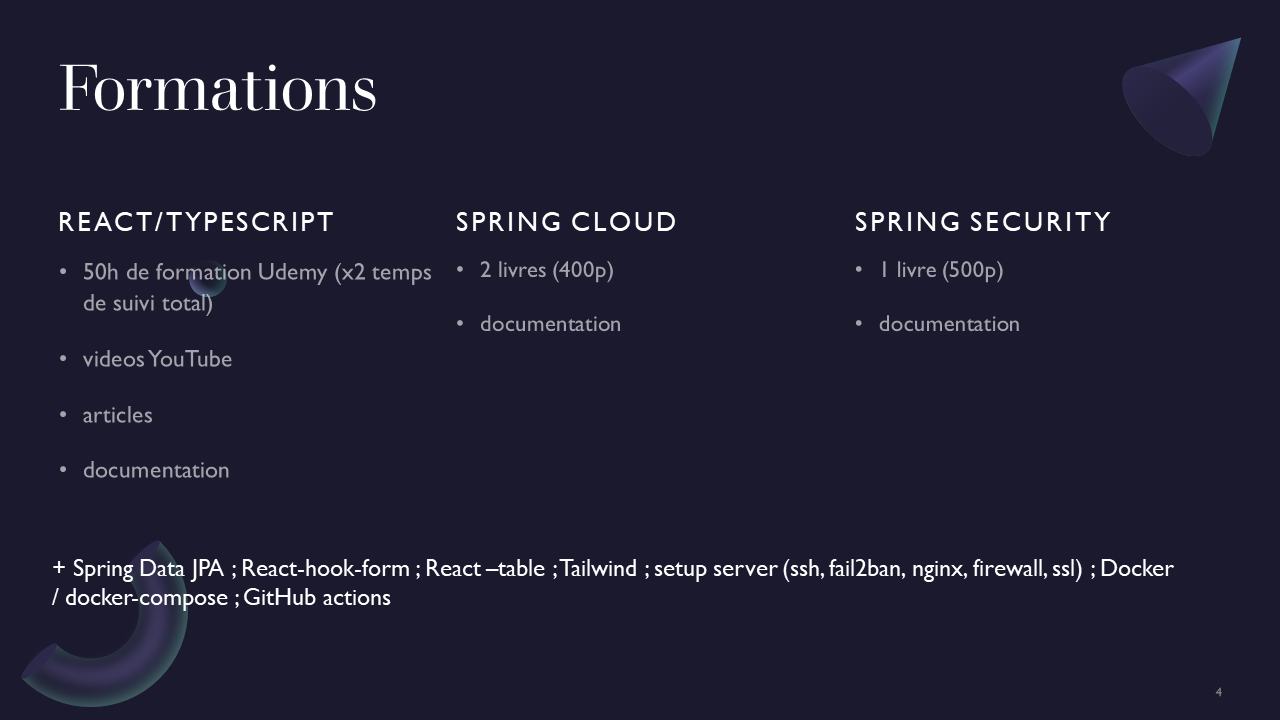 Formations
REACT/TYPESCRIPT
• 50h de formation Udemy (x2 temps
de suivi total)
• videos YouTube
• articles
• documentation
SPRING CLOUD
• 2 livres (400p)
• documentation
SPRING SECURITY
• 1 livre (500p)
• documentation
+ Spring Data JPA ; React-hook-form ; React –table ; Tailwind ; setup server (ssh, fail2ban, nginx, firewall, ssl) ; Docker
/ docker-compose ; GitHub actions
4